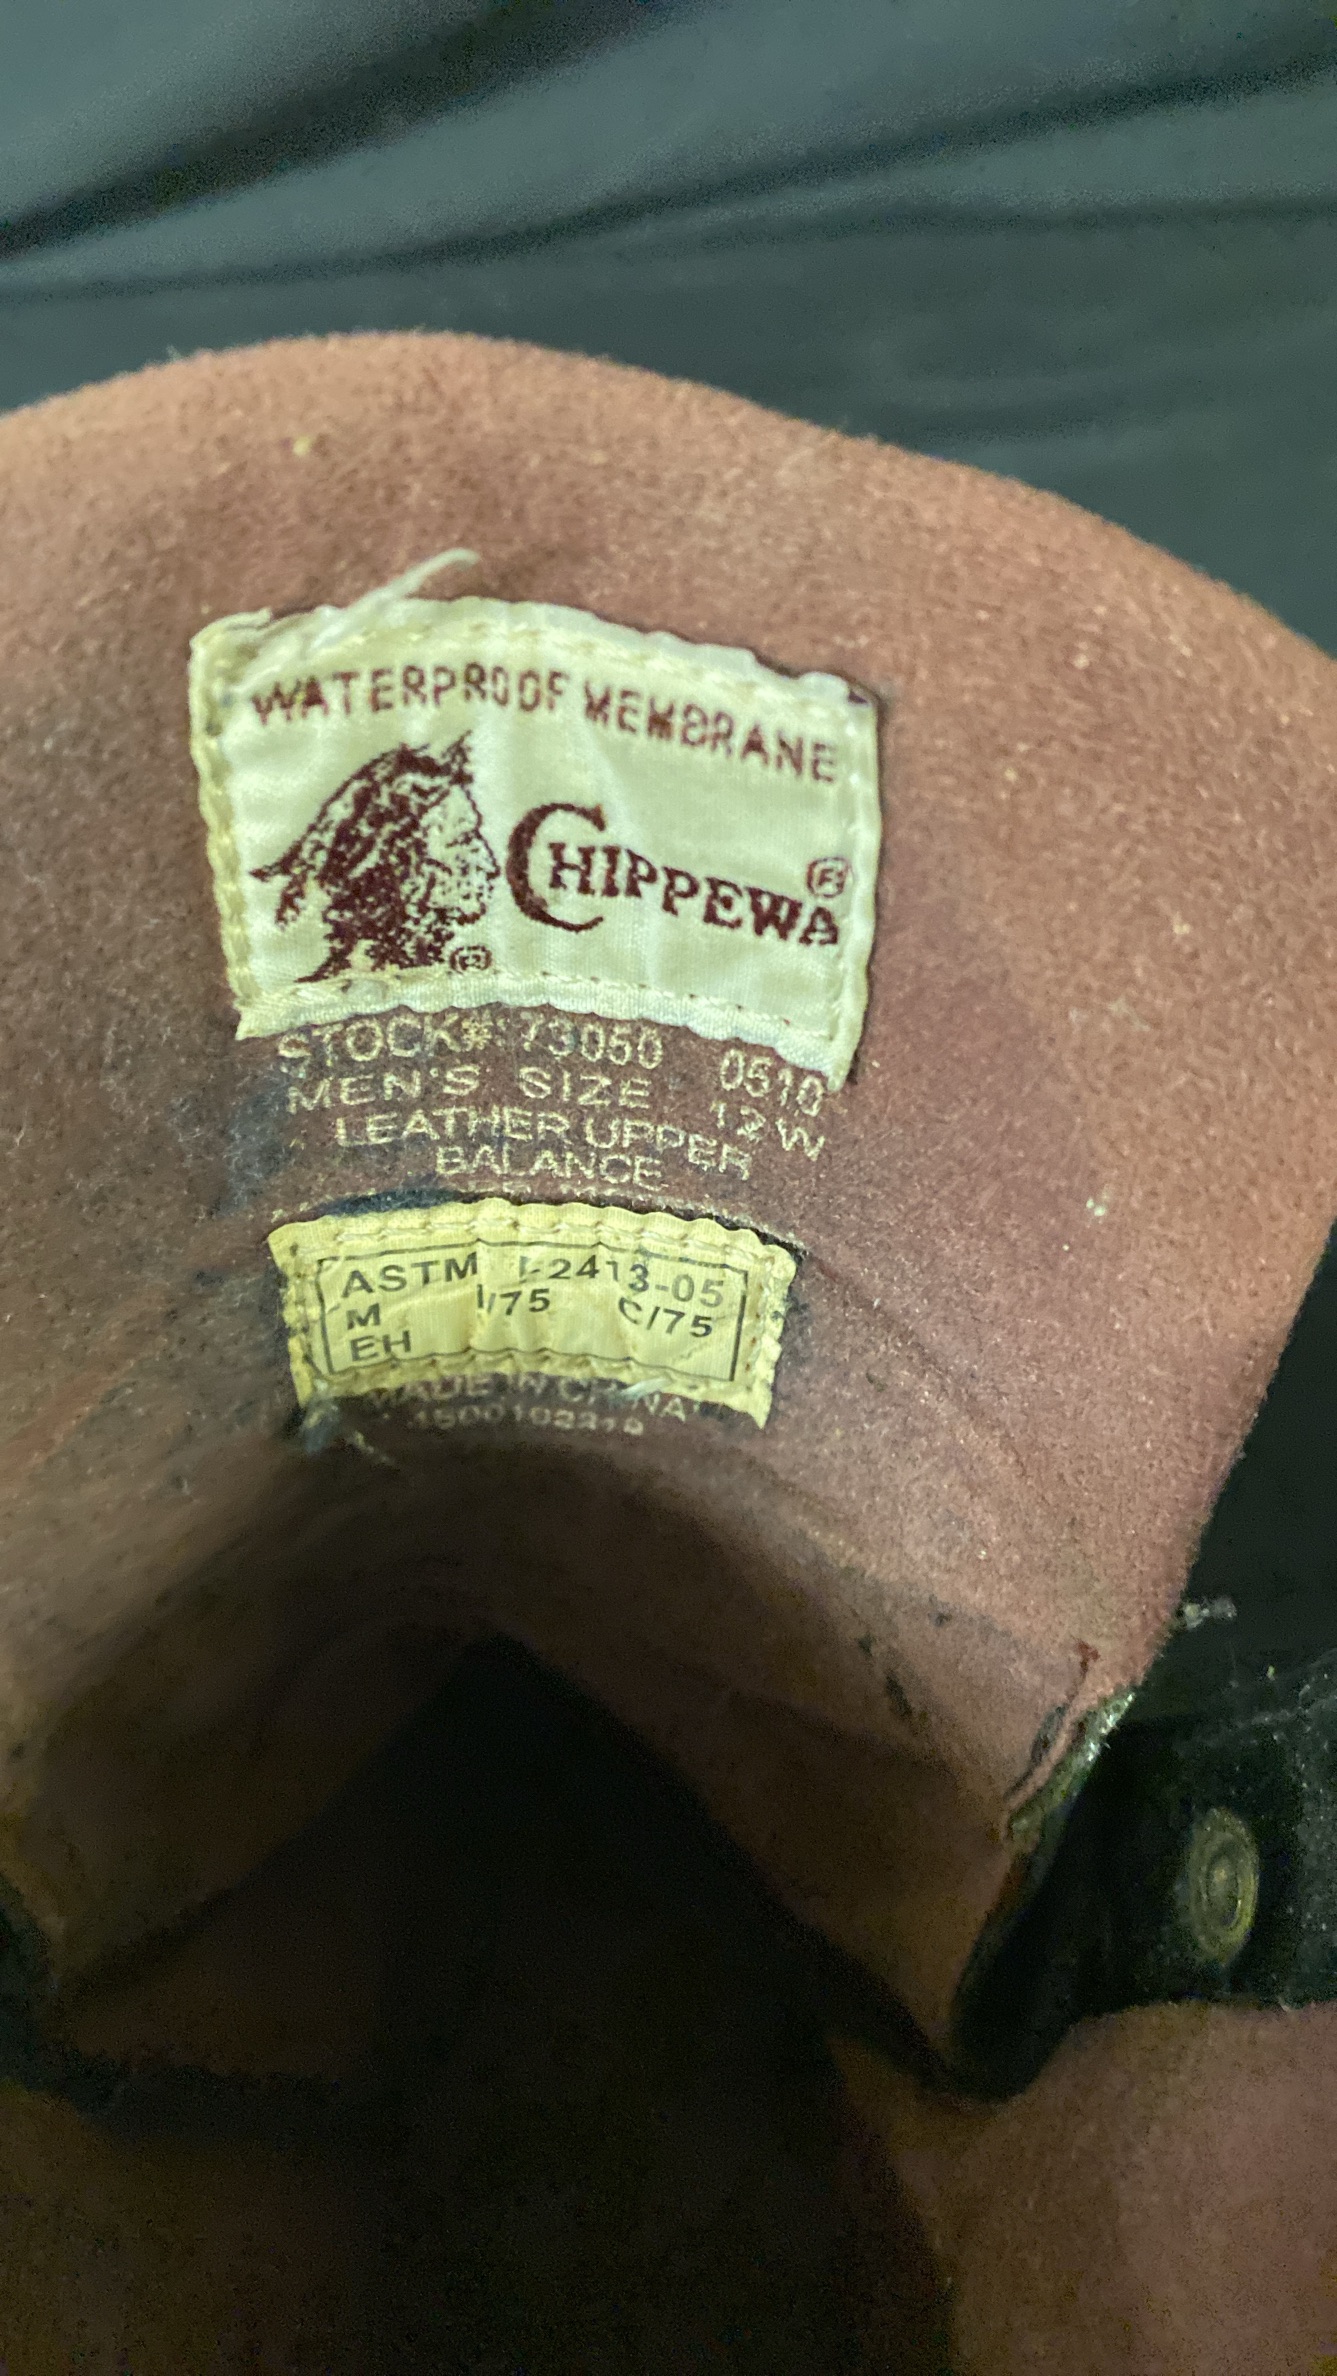 WATERPROOF MEMBRANE
CHIPPEWA®
®
STOCK#: 73050 0510
MEN'S SIZE 12W
LEATHER UPPER
BALANCE
ASTM F2413-05
M I/75 C/75
EH
MADE IN CHINA